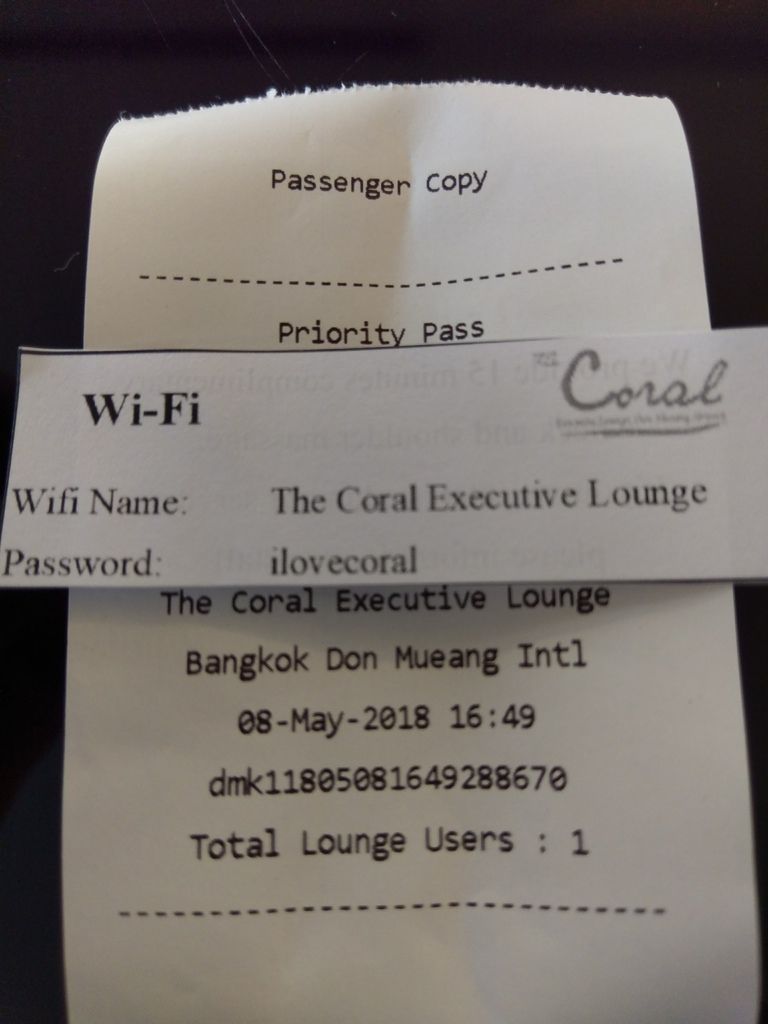 Passenger Copy
Priority Pass
Wi-Fi
Coral
Wifi Name: The Coral Executive Lounge
Password: ilovecoral
The Coral Executive Lounge
Bangkok Don Mueang Intl
08-May-2018 16:49
dmk11805081649288670
Total Lounge Users : 1